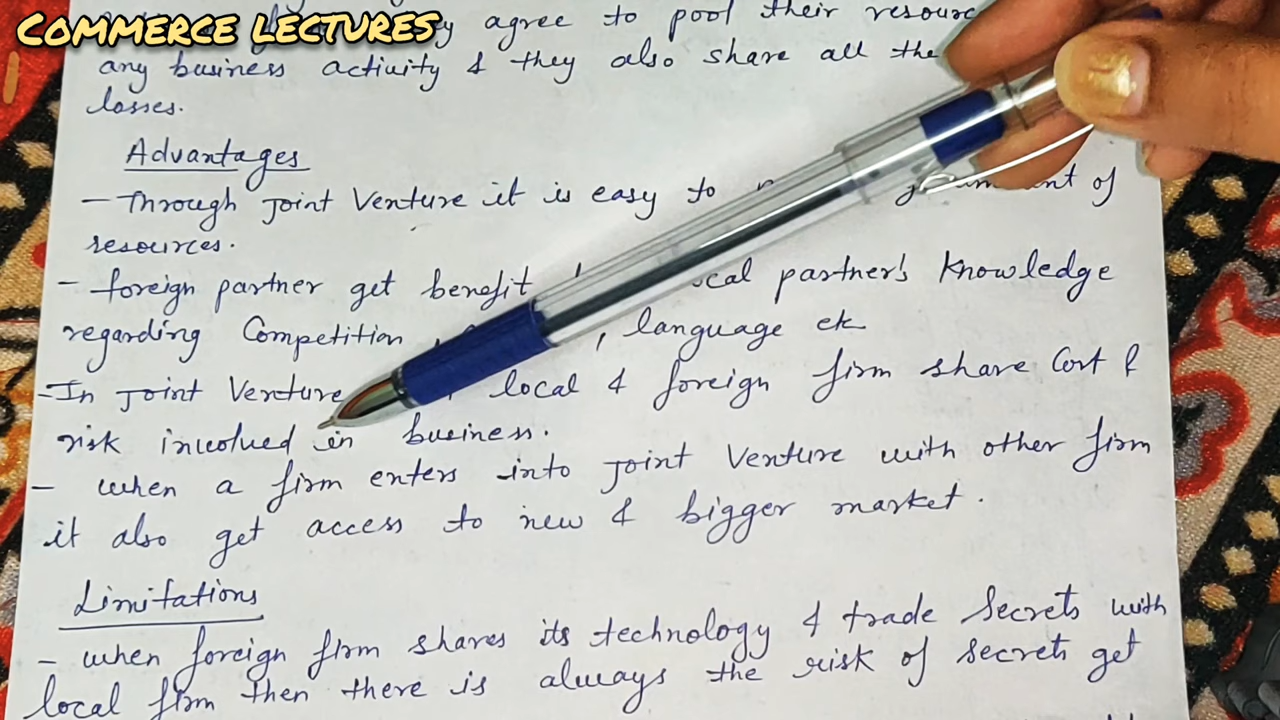 COMMERCE LECTURES
agree to pool their
any business activity & they also share all the
losses.
Advantages
- Through Joint Venture it is easy to of
resources.
- foreign partner get benefit partner's Knowledge
regarding Competition , language etc
- In Joint Venture local & foreign firm share Cost &
risk involved in business.
- when a firm enters into Joint Venture with other firm
it also get access to new & bigger market.
Limitations
- when foreign firm shares its technology & trade Secrets with
local firm then there is always the risk of secrets get